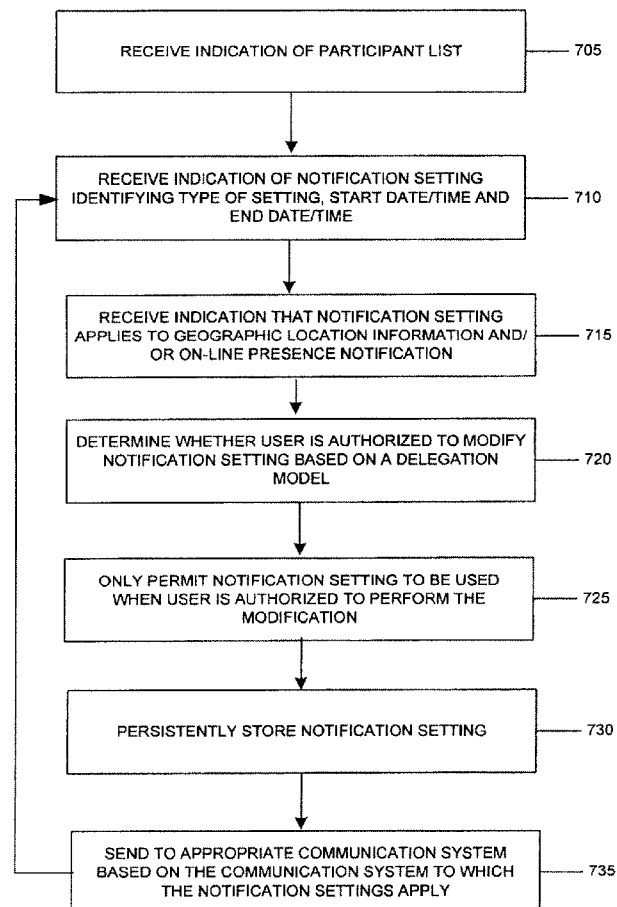 RECEIVE INDICATION OF PARTICIPANT LIST
705
RECEIVE INDICATION OF NOTIFICATION SETTING
IDENTIFYING TYPE OF SETTING, START DATE/TIME AND
END DATE/TIME
710
RECEIVE INDICATION THAT NOTIFICATION SETTING
APPLIES TO GEOGRAPHIC LOCATION INFORMATION AND/
OR ON-LINE PRESENCE NOTIFICATION
715
DETERMINE WHETHER USER IS AUTHORIZED TO MODIFY
NOTIFICATION SETTING BASED ON A DELEGATION
MODEL
720
ONLY PERMIT NOTIFICATION SETTING TO BE USED
WHEN USER IS AUTHORIZED TO PERFORM THE
MODIFICATION
725
PERSISTENTLY STORE NOTIFICATION SETTING
730
SEND TO APPROPRIATE COMMUNICATION SYSTEM
BASED ON THE COMMUNICATION SYSTEM TO WHICH
THE NOTIFICATION SETTINGS APPLY
735